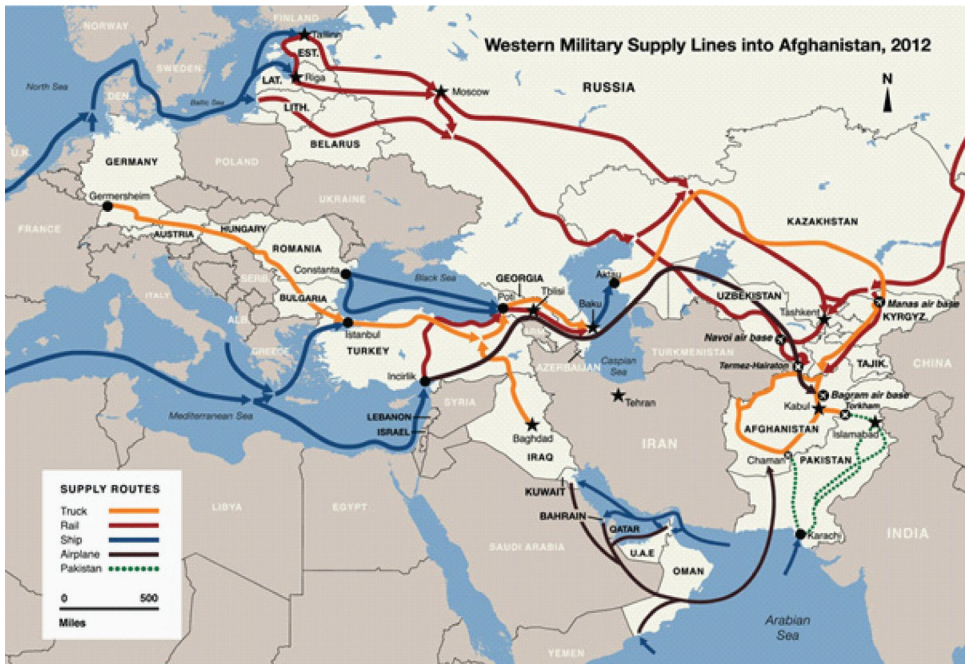 Western Military Supply Lines into Afghanistan, 2012
NORWAY
SWEDEN
FINLAND
Tallinn
EST.
LAT.
Riga
LITH.
North Sea
DEN.
Baltic Sea
Moscow
RUSSIA
N
U.K.
BELARUS
GERMANY
POLAND
Germersheim
UKRAINE
KAZAKHSTAN
FRANCE
AUSTRIA
HUNGARY
ROMANIA
Constanta
Black Sea
GEORGIA
Poti
Tbilisi
Aktau
SERB.
BULGARIA
ITALY
ALB.
Istanbul
ARM.
Baku
UZBEKISTAN
Tashkent
Manas air base
KYRGYZ.
Navoi air base
GREECE
TURKEY
AZERBAIJAN
Caspian
Sea
TURKMENISTAN
Termez-Hairaton
TAJIK.
CHINA
Incirlik
Mediterranean Sea
SYRIA
Tehran
Bagram air base
Kabul
Torkham
LEBANON
ISRAEL
Baghdad
IRAQ
IRAN
AFGHANISTAN
Islamabad
Chaman
PAKISTAN
KUWAIT
BAHRAIN
QATAR
U.A.E
OMAN
SAUDI ARABIA
LIBYA
EGYPT
Karachi
INDIA
Arabian
Sea
YEMEN
SUPPLY ROUTES
Truck
Rail
Ship
Airplane
Pakistan
0 500
Miles